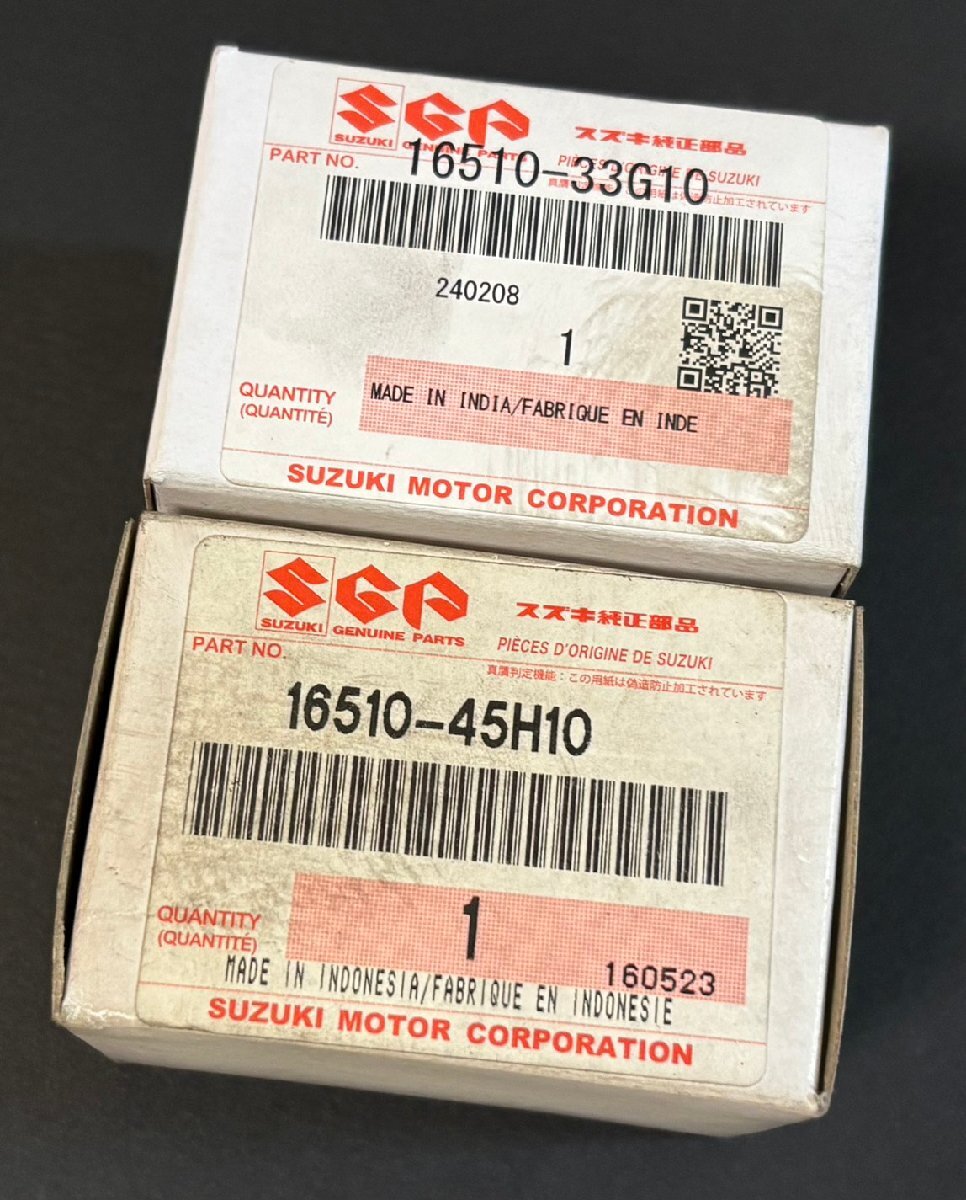 SGP
SUZUKI GENUINE PARTS
スズキ純正部品
PART NO.
16510-33G10
PIÈCES D'ORIGINE DE SUZUKI
240208
1
QUANTITY
(QUANTITÉ)
MADE IN INDIA/FABRIQUE EN INDE
SUZUKI MOTOR CORPORATION
SGP
SUZUKI GENUINE PARTS
スズキ純正部品
PART NO.
PIÈCES D'ORIGINE DE SUZUKI
真贋判定機能：この用紙は偽造防止加工されています
16510-45H10
QUANTITY
(QUANTITÉ)
1
160523
MADE IN INDONESIA/FABRIQUE EN INDONESIE
SUZUKI MOTOR CORPORATION